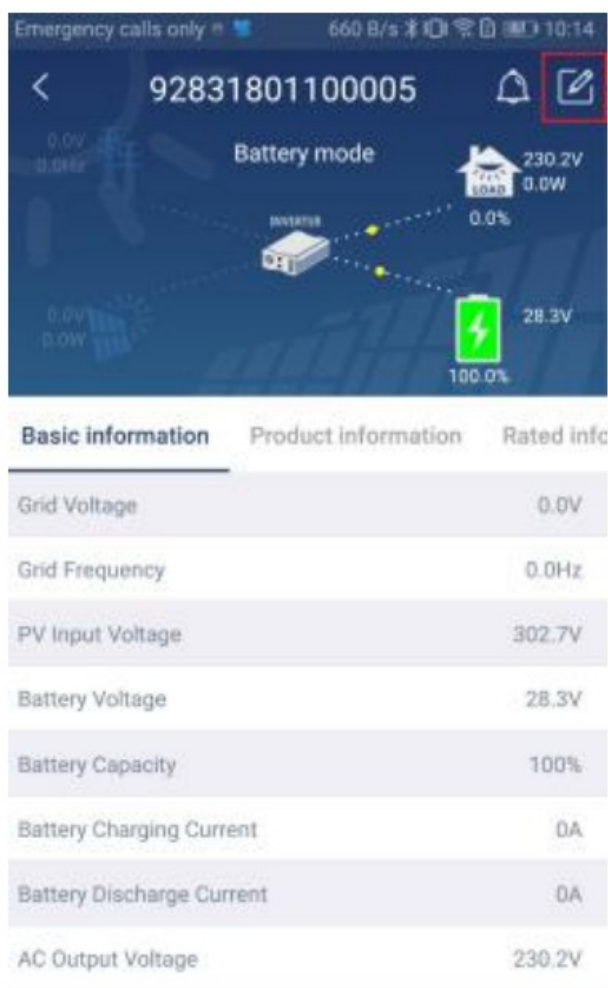 Emergency calls only
660 B/s
10:14
92831801100005
0.0V
0.0Hz
Battery mode
230.2V
0.0W
LOAD
0.0%
INVERTER
0.0V
0.0W
28.3V
100.0%
Basic information Product information Rated info
Grid Voltage 0.0V
Grid Frequency 0.0Hz
PV Input Voltage 302.7V
Battery Voltage 28.3V
Battery Capacity 100%
Battery Charging Current 0A
Battery Discharge Current 0A
AC Output Voltage 230.2V